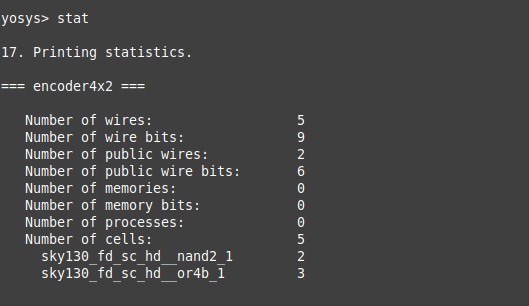 yosys> stat
17. Printing statistics.
=== encoder4x2 ===
Number of wires: 5
Number of wire bits: 9
Number of public wires: 2
Number of public wire bits: 6
Number of memories: 0
Number of memory bits: 0
Number of processes: 0
Number of cells: 5
sky130_fd_sc_hd__nand2_1 2
sky130_fd_sc_hd__or4b_1 3